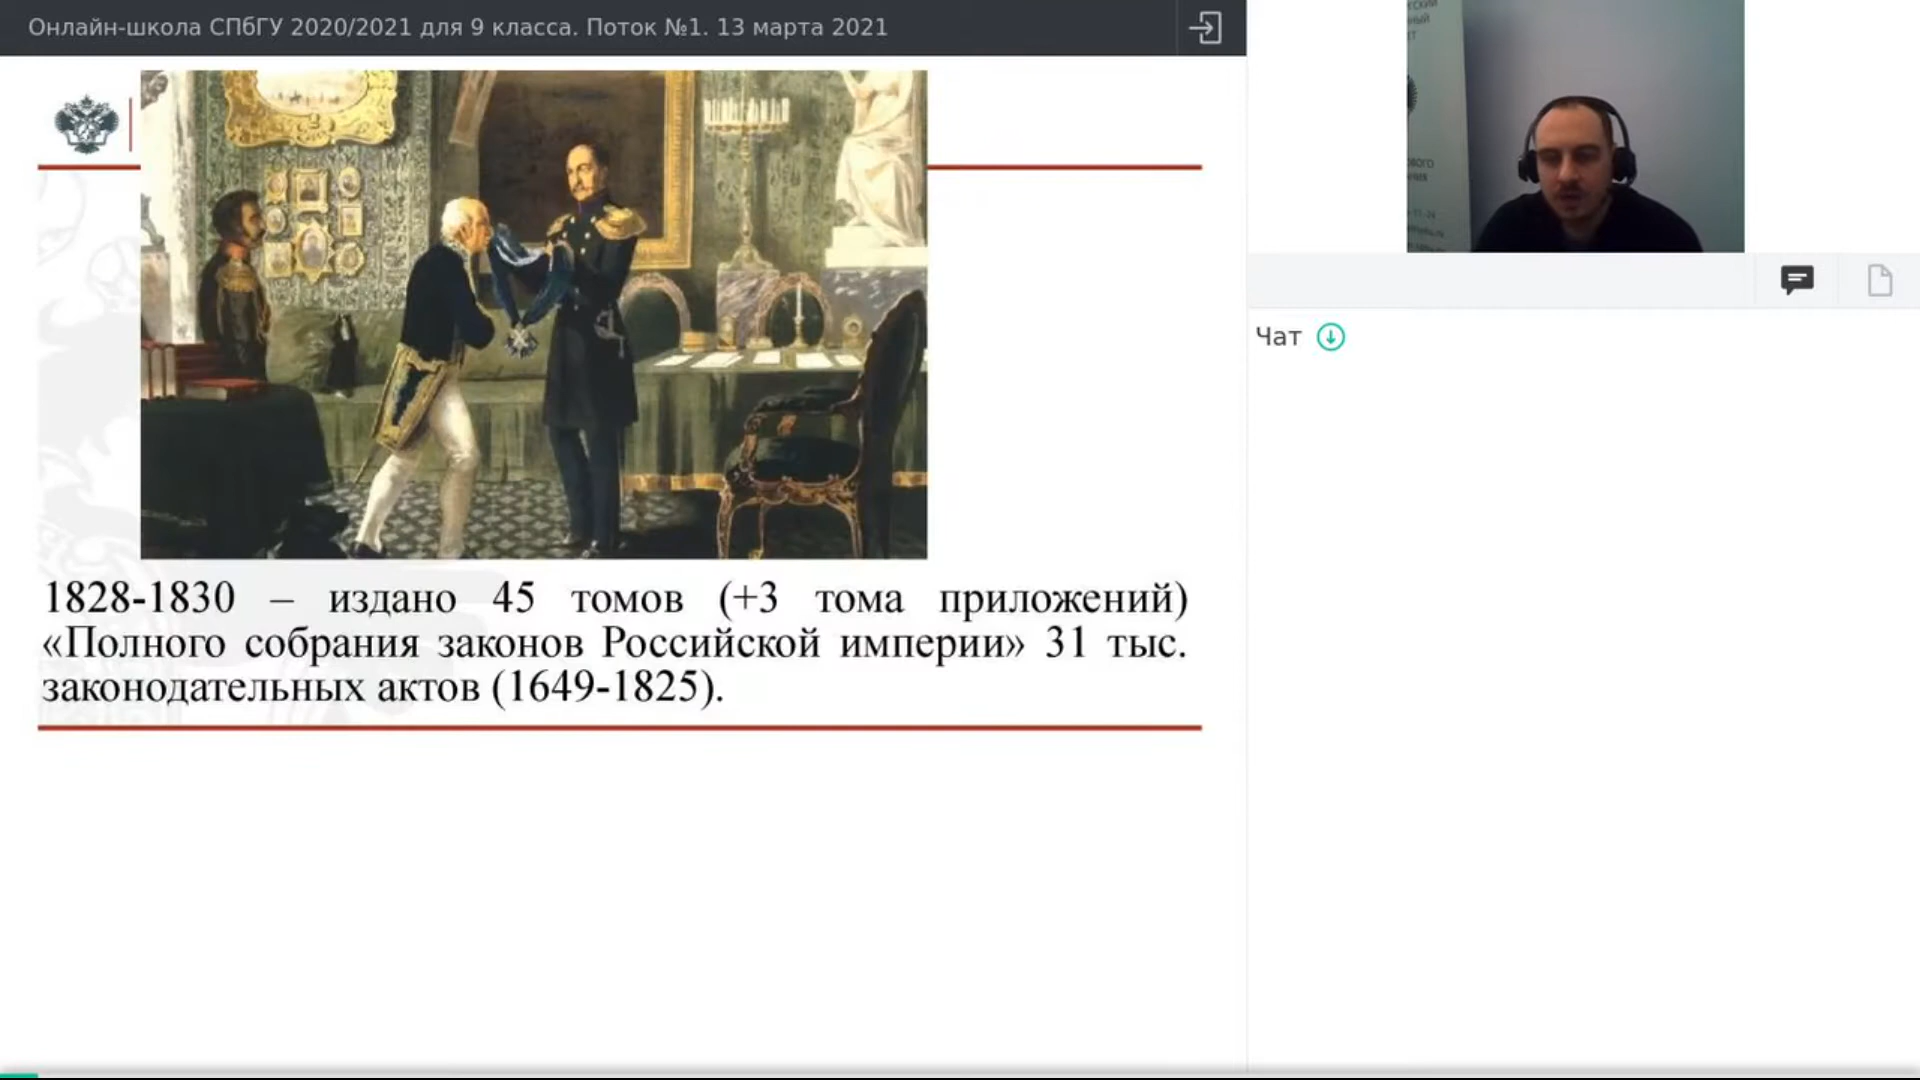 Онлайн-школа СПбГУ 2020/2021 для 9 класса. Поток №1. 13 марта 2021
Чат
1828-1830 – издано 45 томов (+3 тома приложений)
«Полного собрания законов Российской империи» 31 тыс.
законодательных актов (1649-1825).